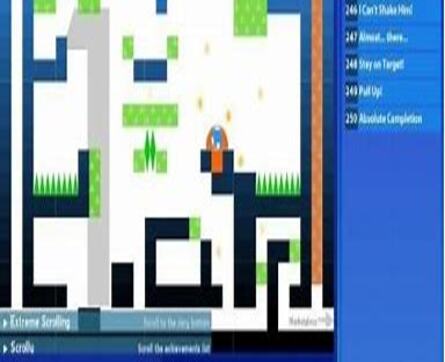 246 I Can't Shake Him!
247 Almost... there...
248 Stay on Target!
249 Pull Up!
250 Absolute Completion
Extreme Scrolling Scroll to the very bottom
Scrolly Scroll the achievements list